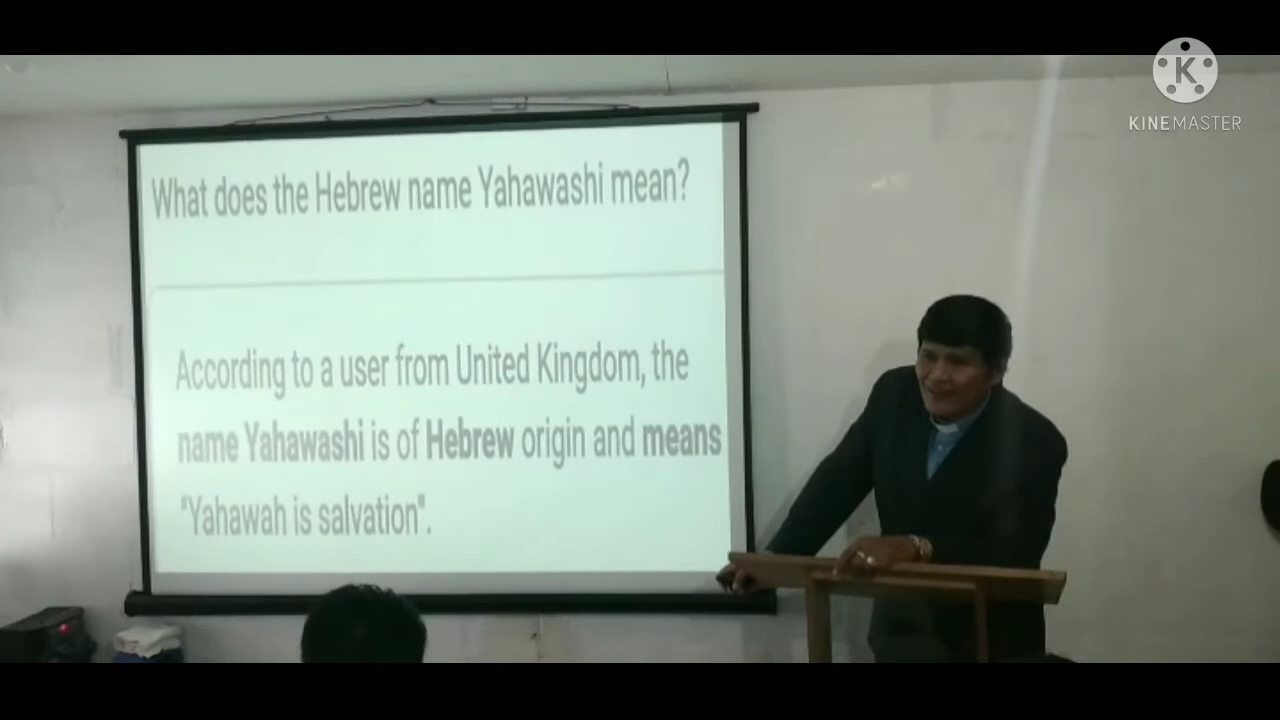 What does the Hebrew name Yahawashi mean?
According to a user from United Kingdom, the
name Yahawashi is of Hebrew origin and means
"Yahawah is salvation".
K
KINEMASTER